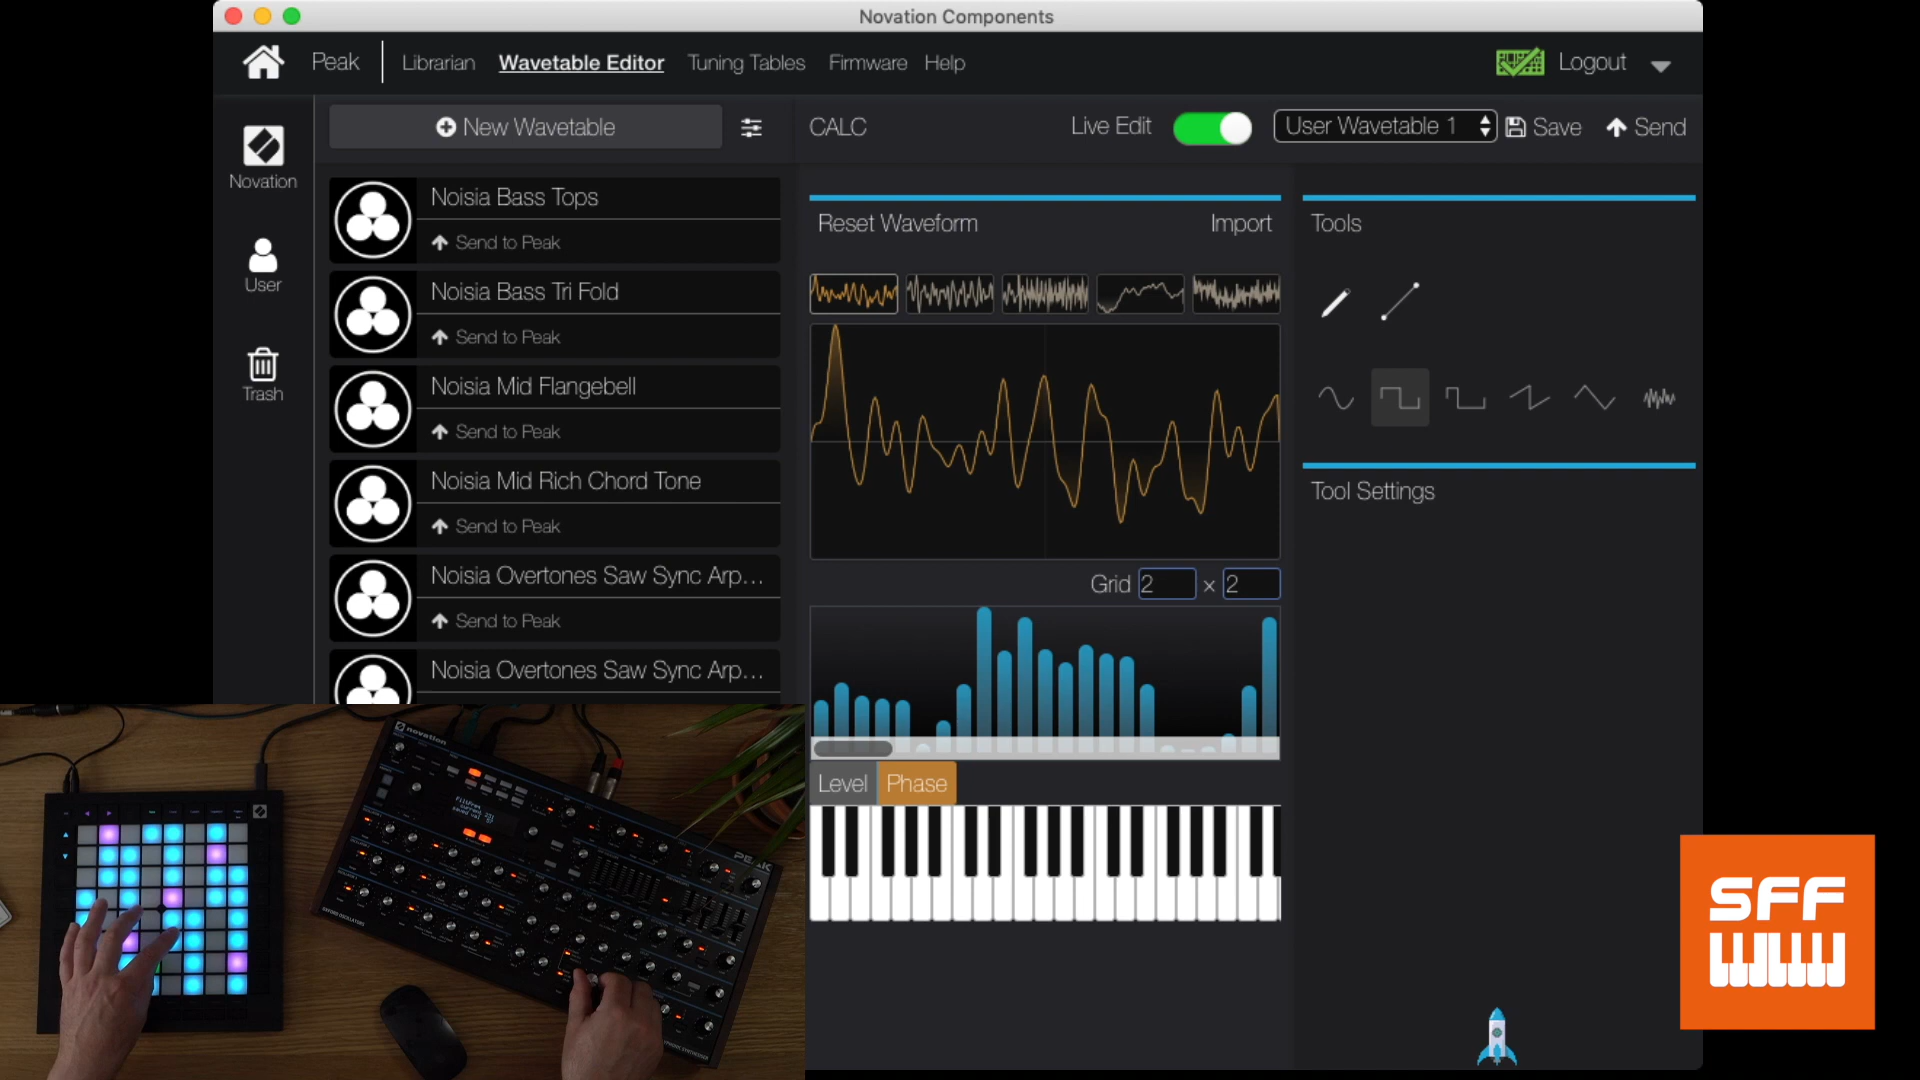 Novation Components
Peak
Librarian
Wavetable Editor
Tuning Tables
Firmware
Help
Logout
New Wavetable
CALC
Live Edit
User Wavetable 1
Save
Send
Novation
User
Trash
Noisia Bass Tops
Send to Peak
Noisia Bass Tri Fold
Send to Peak
Noisia Mid Flangebell
Send to Peak
Noisia Mid Rich Chord Tone
Send to Peak
Noisia Overtones Saw Sync Arp...
Send to Peak
Noisia Overtones Saw Sync Arp...
Reset Waveform
Import
Tools
Tool Settings
Grid 2 × 2
Level
Phase
novation
PEAK
SFF